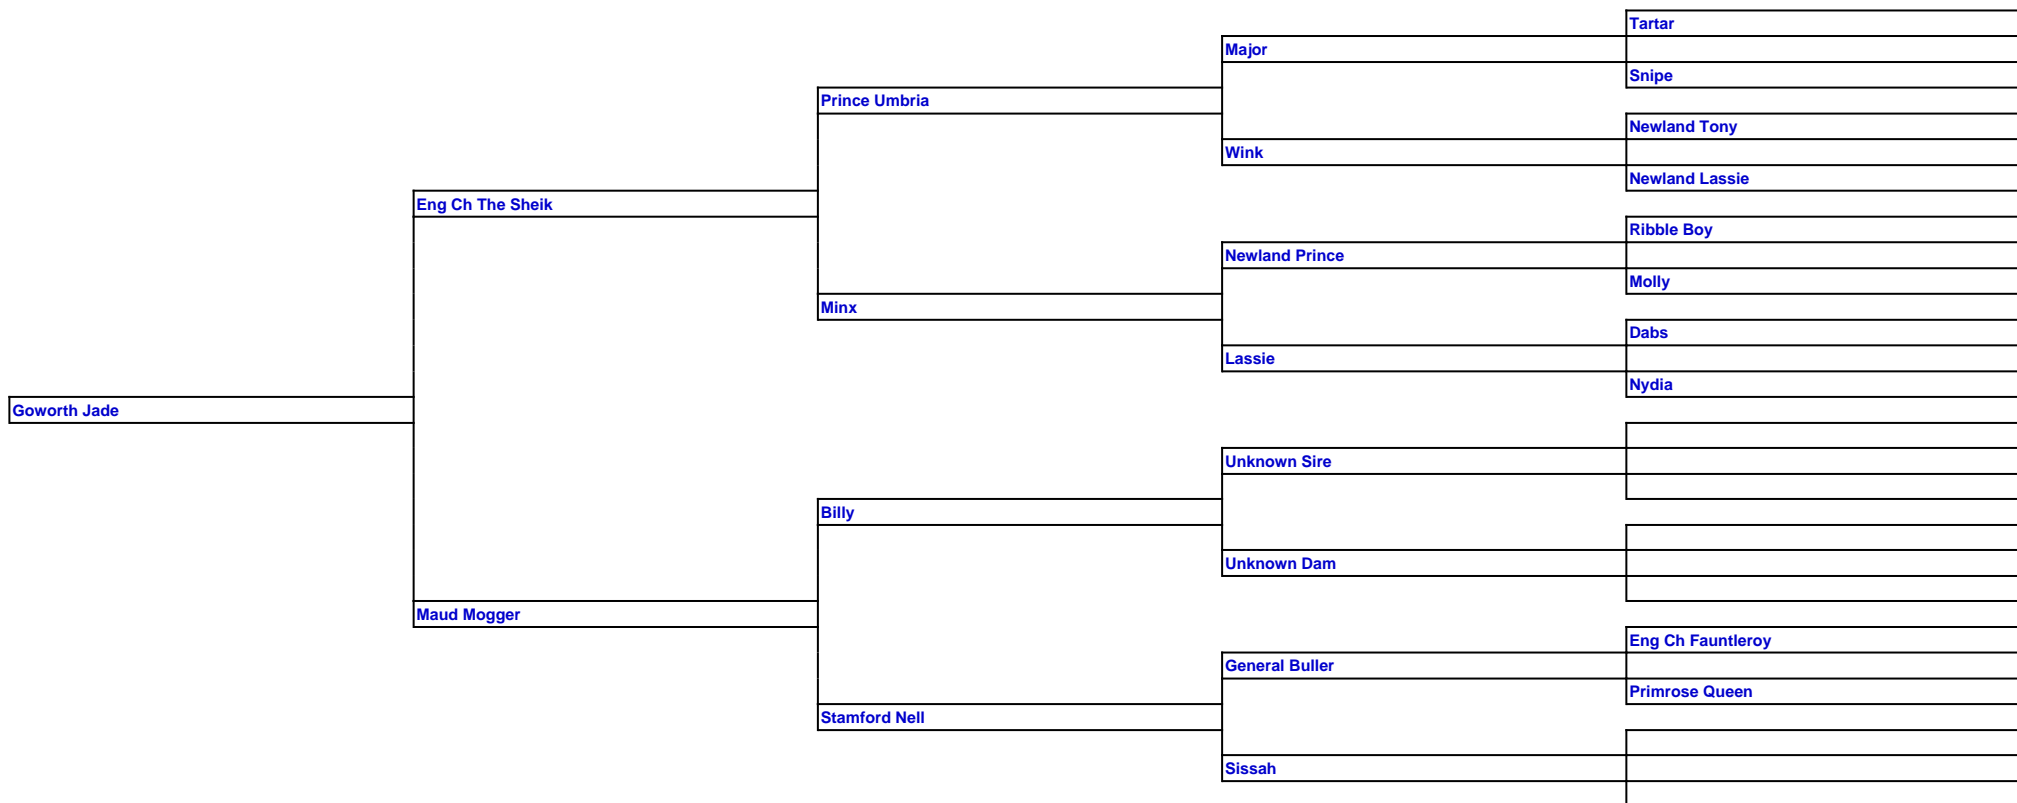 Tartar
Major
Snipe
Prince Umbria
Newland Tony
Wink
Newland Lassie
Eng Ch The Sheik
Ribble Boy
Newland Prince
Molly
Minx
Dabs
Lassie
Nydia
Goworth Jade
Unknown Sire
Billy
Unknown Dam
Maud Mogger
Eng Ch Fauntleroy
General Buller
Primrose Queen
Stamford Nell
Sissah